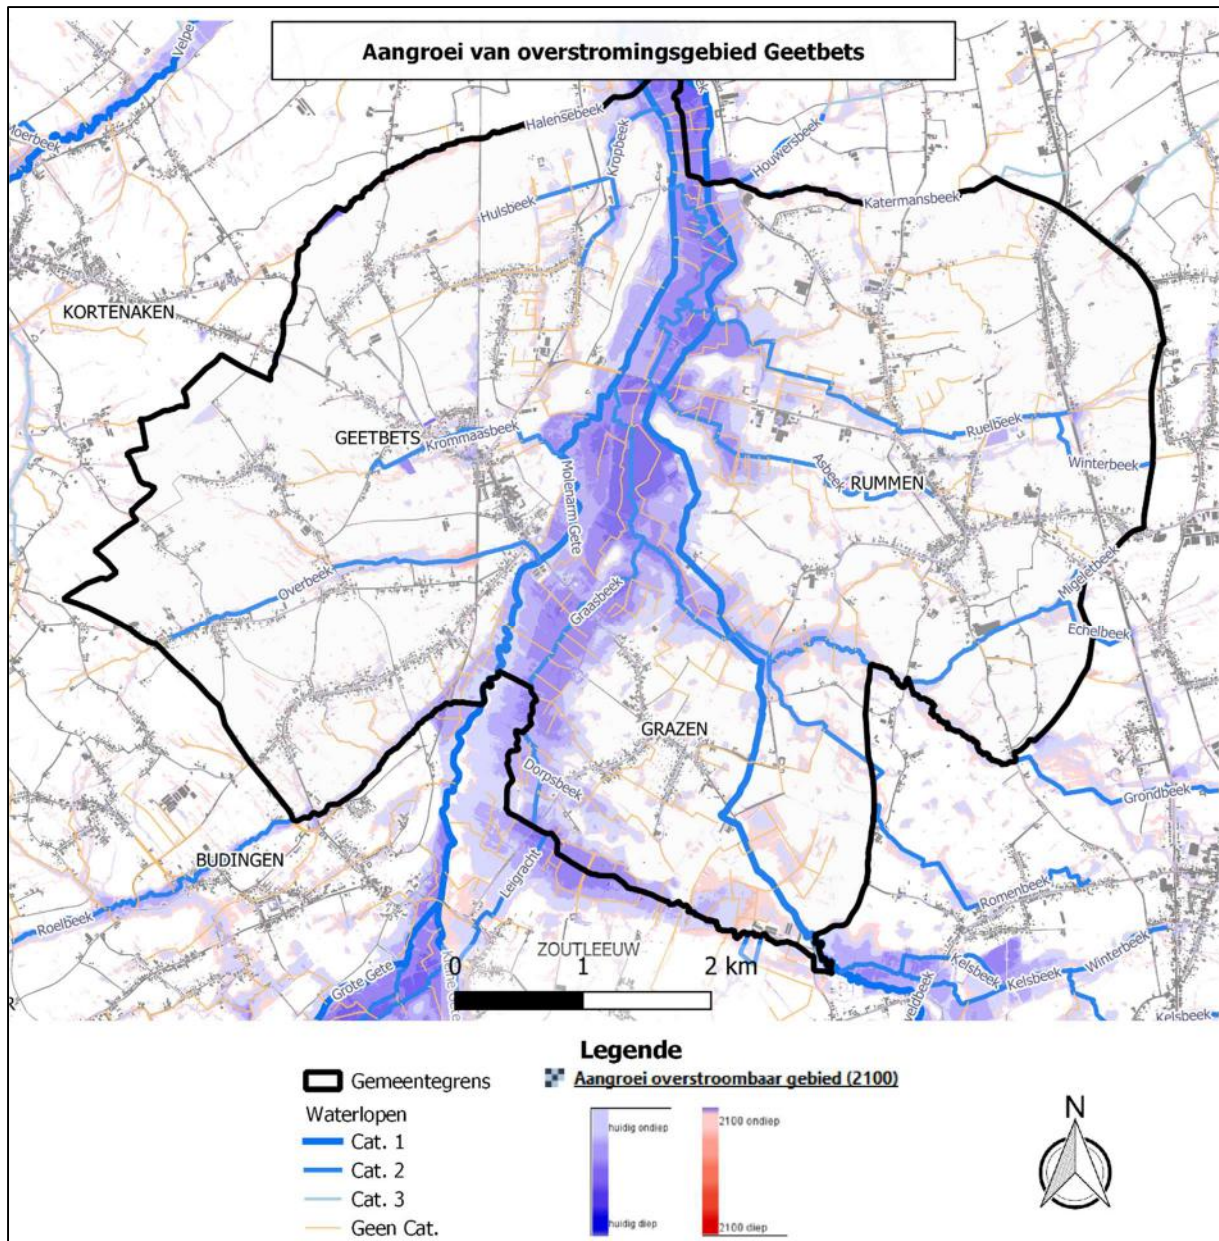 Aangroei van overstromingsgebied Geetbets
Velpe
Moerbeek
Halensebeek
Kropbeek
Houwersbeek
Hulsbeek
Katermansbeek
KORTENAKEN
GEETBETS
Krommaasbeek
Ruelbeek
Winterbeek
Asbeek
RUMMEN
Molenarm Gete
Overbeek
Graasbeek
Migeletbeek
Echelbeek
GRAZEN
Dorpsbeek
Grondbeek
BUDINGEN
Leigracht
Romenbeek
Roelbeek
ZOUTLEEUW
Grote Gete
Kelsbeek
Kelsbeek
Winterbeek
Kelsbeek
0 1 2 km
Legende
Gemeentegrens
Aangroei overstroombaar gebied (2100)
Waterlopen
Cat. 1
Cat. 2
Cat. 3
Geen Cat.
huidig ondiep
huidig diep
2100 ondiep
2100 diep
N